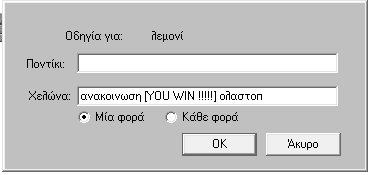 Οδηγία για: λεμονί
Ποντίκι:
Χελώνα: ανακοινωση [YOU WIN !!!!!] ολαστοπ
Μία φορά Κάθε φορά
OK Άκυρο